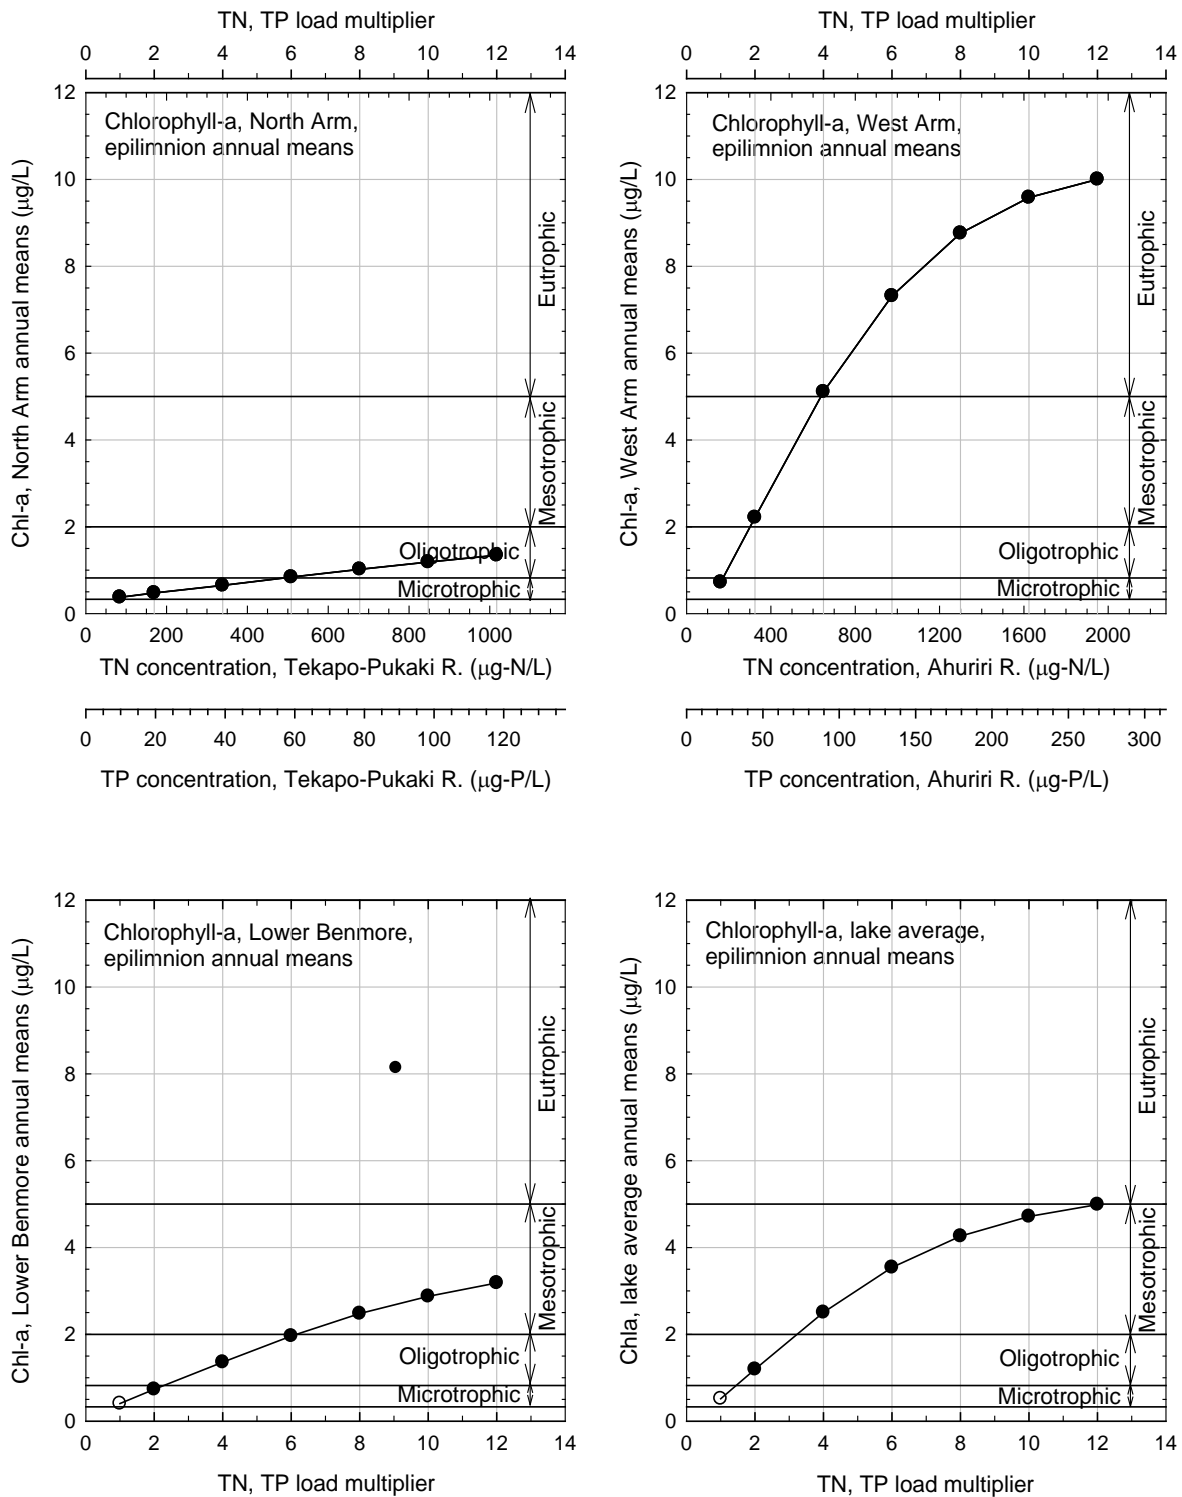 TN, TP load multiplier
0 2 4 6 8 10 12 14
Chlorophyll-a, North Arm,
epilimnion annual means
Chl-a, North Arm annual means (µg/L)
12
10
8
6
4
2
0
Eutrophic
Mesotrophic
Oligotrophic
Microtrophic
0 200 400 600 800 1000
TN concentration, Tekapo-Pukaki R. (µg-N/L)
0 20 40 60 80 100 120
TP concentration, Tekapo-Pukaki R. (µg-P/L)
TN, TP load multiplier
0 2 4 6 8 10 12 14
Chlorophyll-a, West Arm,
epilimnion annual means
Chl-a, West Arm annual means (µg/L)
12
10
8
6
4
2
0
Eutrophic
Mesotrophic
Oligotrophic
Microtrophic
0 400 800 1200 1600 2000
TN concentration, Ahuriri R. (µg-N/L)
0 50 100 150 200 250 300
TP concentration, Ahuriri R. (µg-P/L)
Chlorophyll-a, Lower Benmore,
epilimnion annual means
Chl-a, Lower Benmore annual means (µg/L)
12
10
8
6
4
2
0
Eutrophic
Mesotrophic
Oligotrophic
Microtrophic
0 2 4 6 8 10 12 14
TN, TP load multiplier
Chlorophyll-a, lake average,
epilimnion annual means
Chla, lake average annual means (µg/L)
12
10
8
6
4
2
0
Eutrophic
Mesotrophic
Oligotrophic
Microtrophic
0 2 4 6 8 10 12 14
TN, TP load multiplier